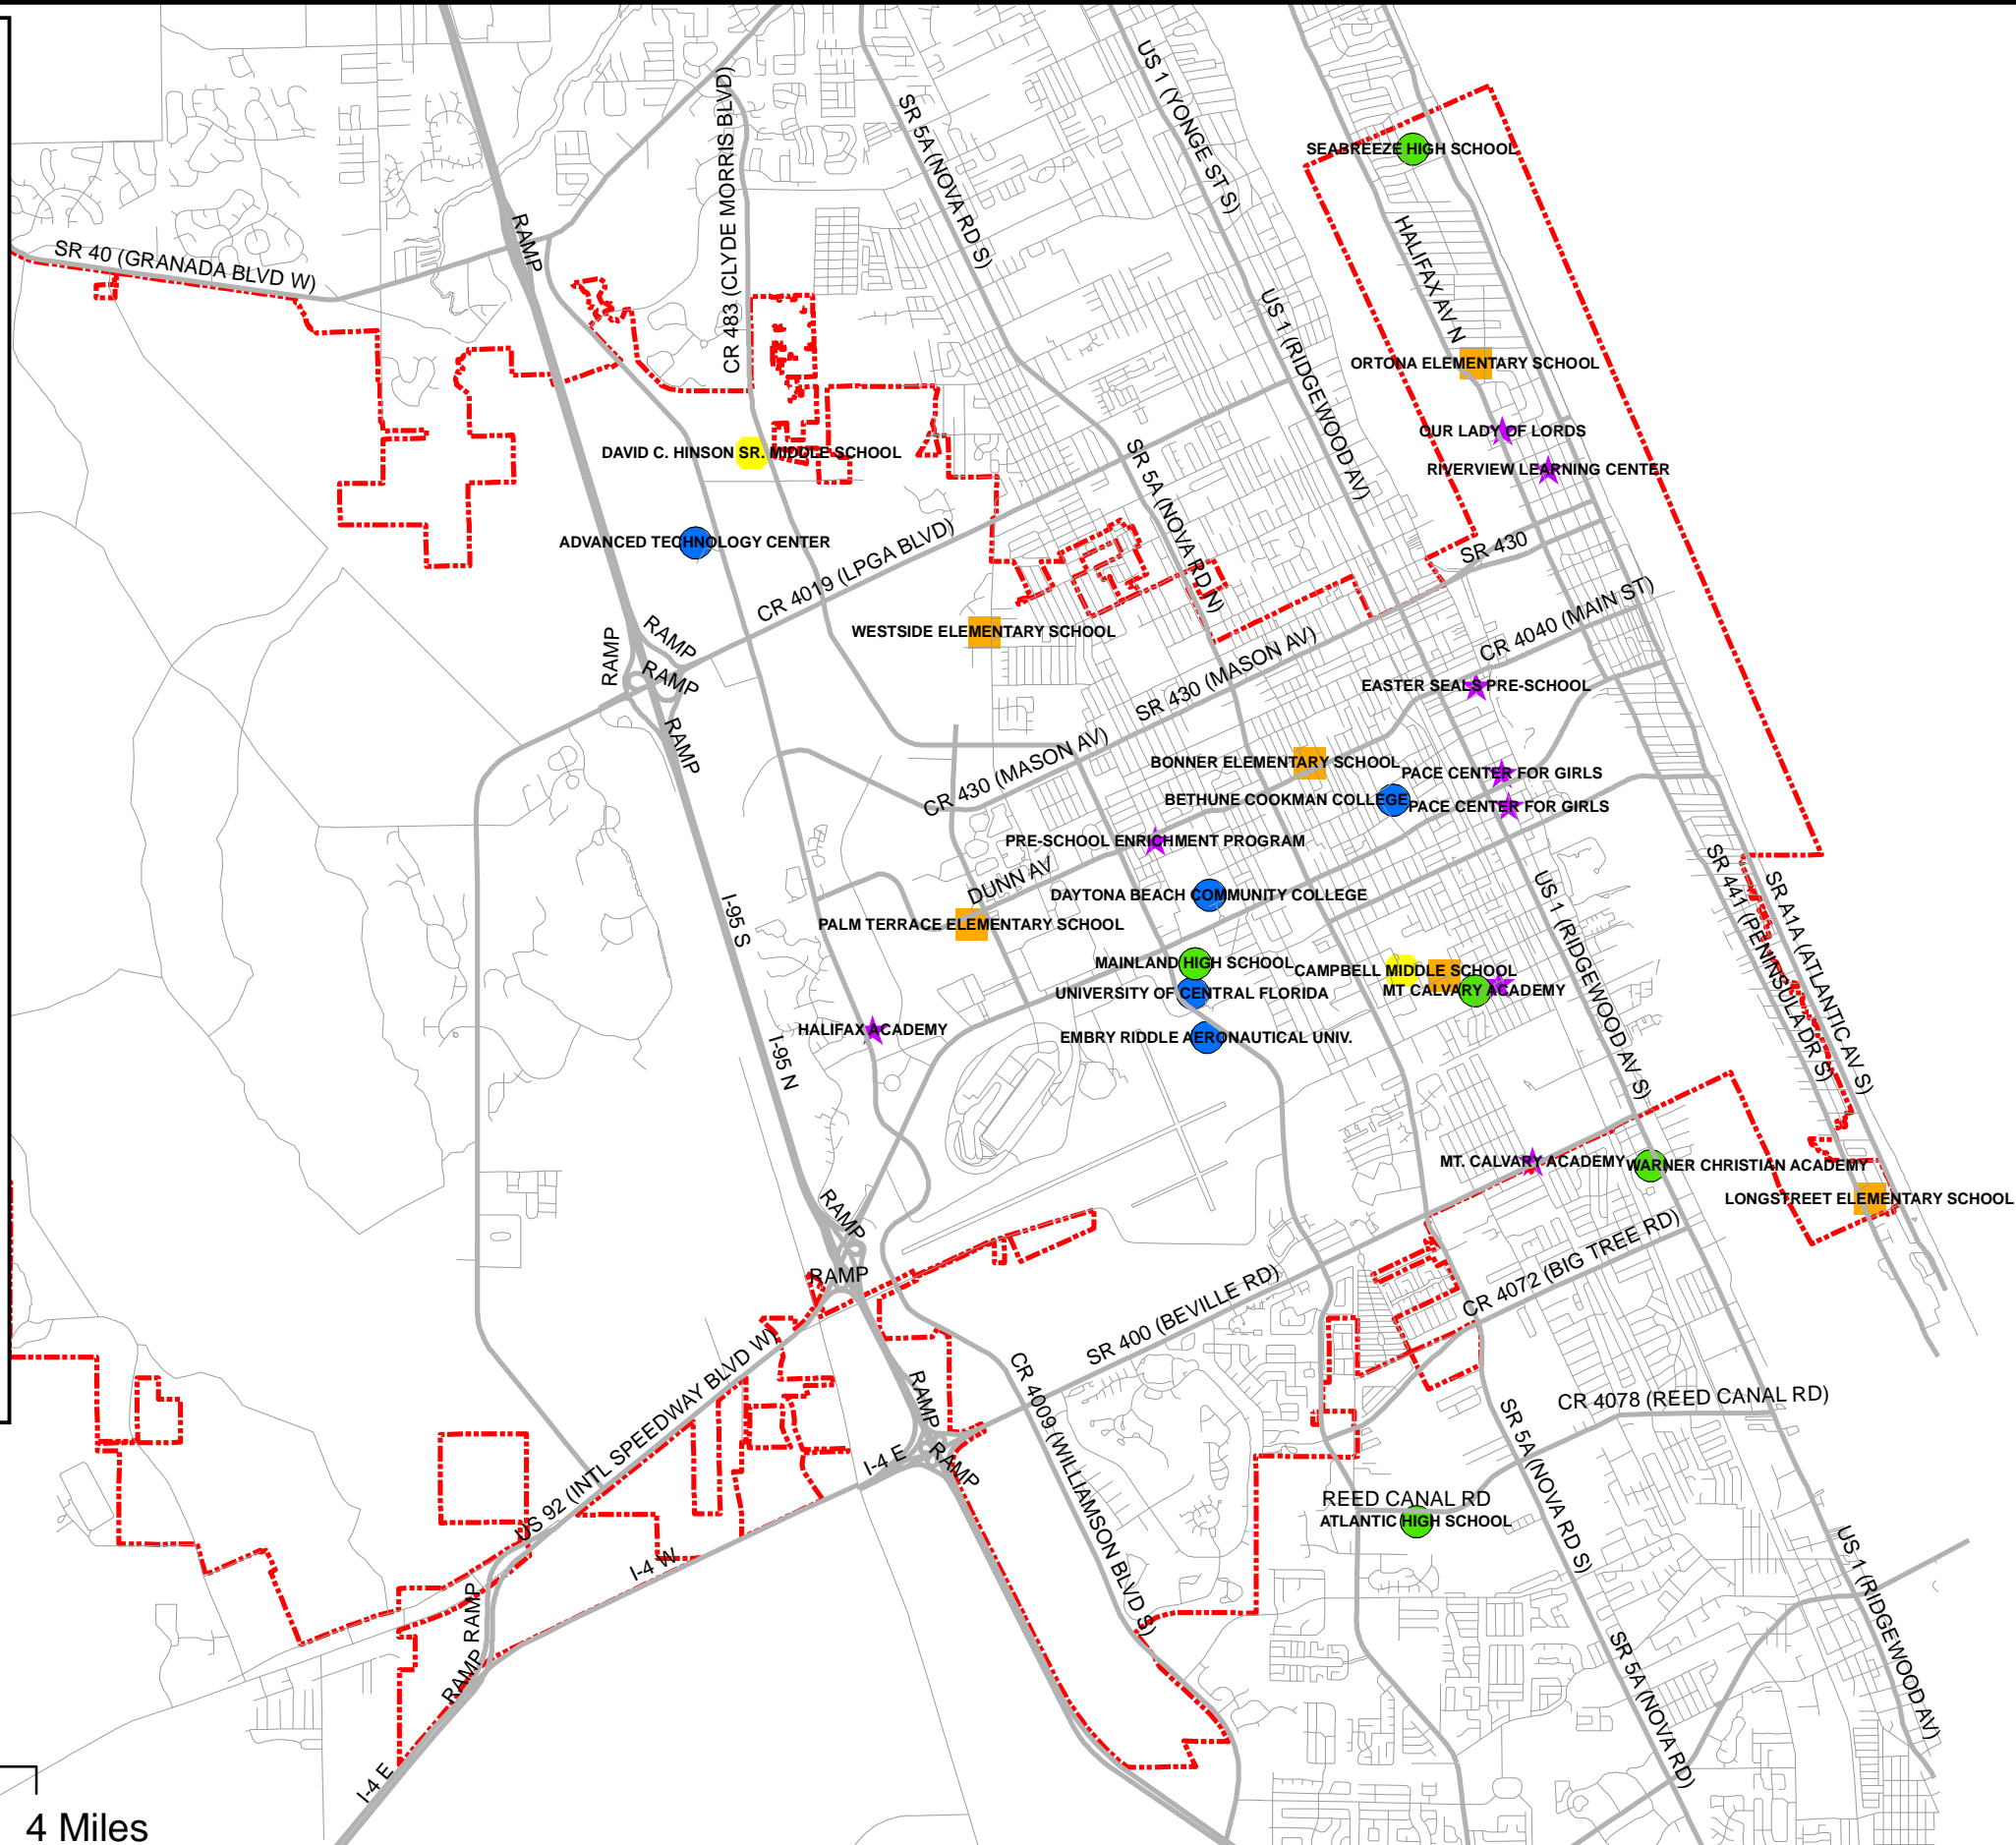 US 1 (YONGE ST S)
SR 5A (NOVA RD S)
CR 483 (CLYDE MORRIS BLVD)
SEABREEZE HIGH SCHOOL
RAMP
SR 40 (GRANADA BLVD W)
HALIFAX AV N
US 1 (RIDGEWOOD AV)
ORTONA ELEMENTARY SCHOOL
OUR LADY OF LORDS
DAVID C. HINSON SR. MIDDLE SCHOOL
RIVERVIEW LEARNING CENTER
SR 5A (NOVA RD N)
ADVANCED TECHNOLOGY CENTER
SR 430
CR 4019 (LPGA BLVD)
WESTSIDE ELEMENTARY SCHOOL
CR 4040 (MAIN ST)
RAMP
RAMP
RAMP
SR 430 (MASON AV)
EASTER SEALS PRE-SCHOOL
RAMP
CR 430 (MASON AV)
BONNER ELEMENTARY SCHOOL
PACE CENTER FOR GIRLS
BETHUNE COOKMAN COLLEGE
PACE CENTER FOR GIRLS
PRE-SCHOOL ENRICHMENT PROGRAM
DUNN AV
DAYTONA BEACH COMMUNITY COLLEGE
I-95 S
PALM TERRACE ELEMENTARY SCHOOL
US 1 (RIDGEWOOD AV S)
SR 441 (PENINSULA DR S)
SR A1A (ATLANTIC AV S)
MAINLAND HIGH SCHOOL
CAMPBELL MIDDLE SCHOOL
UNIVERSITY OF CENTRAL FLORIDA
MT CALVARY ACADEMY
HALIFAX ACADEMY
EMBRY RIDDLE AERONAUTICAL UNIV.
I-95 N
MT. CALVARY ACADEMY
WARNER CHRISTIAN ACADEMY
LONGSTREET ELEMENTARY SCHOOL
RAMP
RAMP
CR 4072 (BIG TREE RD)
SR 400 (BEVILLE RD)
US 92 (INTL SPEEDWAY BLVD W)
CR 4009 (WILLIAMSON BLVD S)
RAMP
CR 4078 (REED CANAL RD)
I-4 E
RAMP
SR 5A (NOVA RD S)
REED CANAL RD
ATLANTIC HIGH SCHOOL
I-4 W
RAMP
RAMP
US 1 (RIDGEWOOD AV)
SR 5A (NOVA RD)
I-4 E
4 Miles